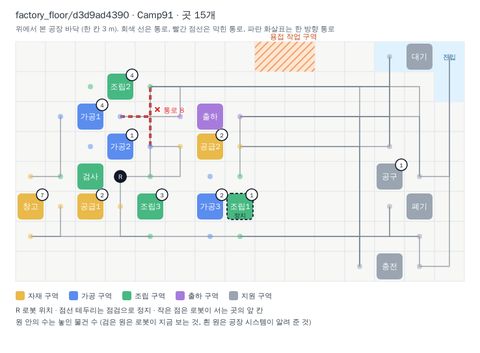 factory_floor/d3d9ad4390 · Camp91 · 곳 15개
위에서 본 공장 바닥 (한 칸 3 m). 회색 선은 통로, 빨간 점선은 막힌 통로, 파란 화살표는 한 방향 통로
용접 작업 구역
대기
진입
4
조립2
4
가공1
✖ 통로 B
출하
1
가공2
2
공급2
검사
R
1
공구
7
창고
2
공급1
3
조립3
2
가공3
1
조립1
정지
폐기
충전
자재 구역
가공 구역
조립 구역
출하 구역
지원 구역
R 로봇 위치 · 점선 테두리는 점검으로 정지 · 작은 점은 로봇이 서는 곳의 앞 칸
원 안의 수는 놓인 물건 수 (검은 원은 로봇이 지금 보는 것, 흰 원은 공장 시스템이 알려 준 것)